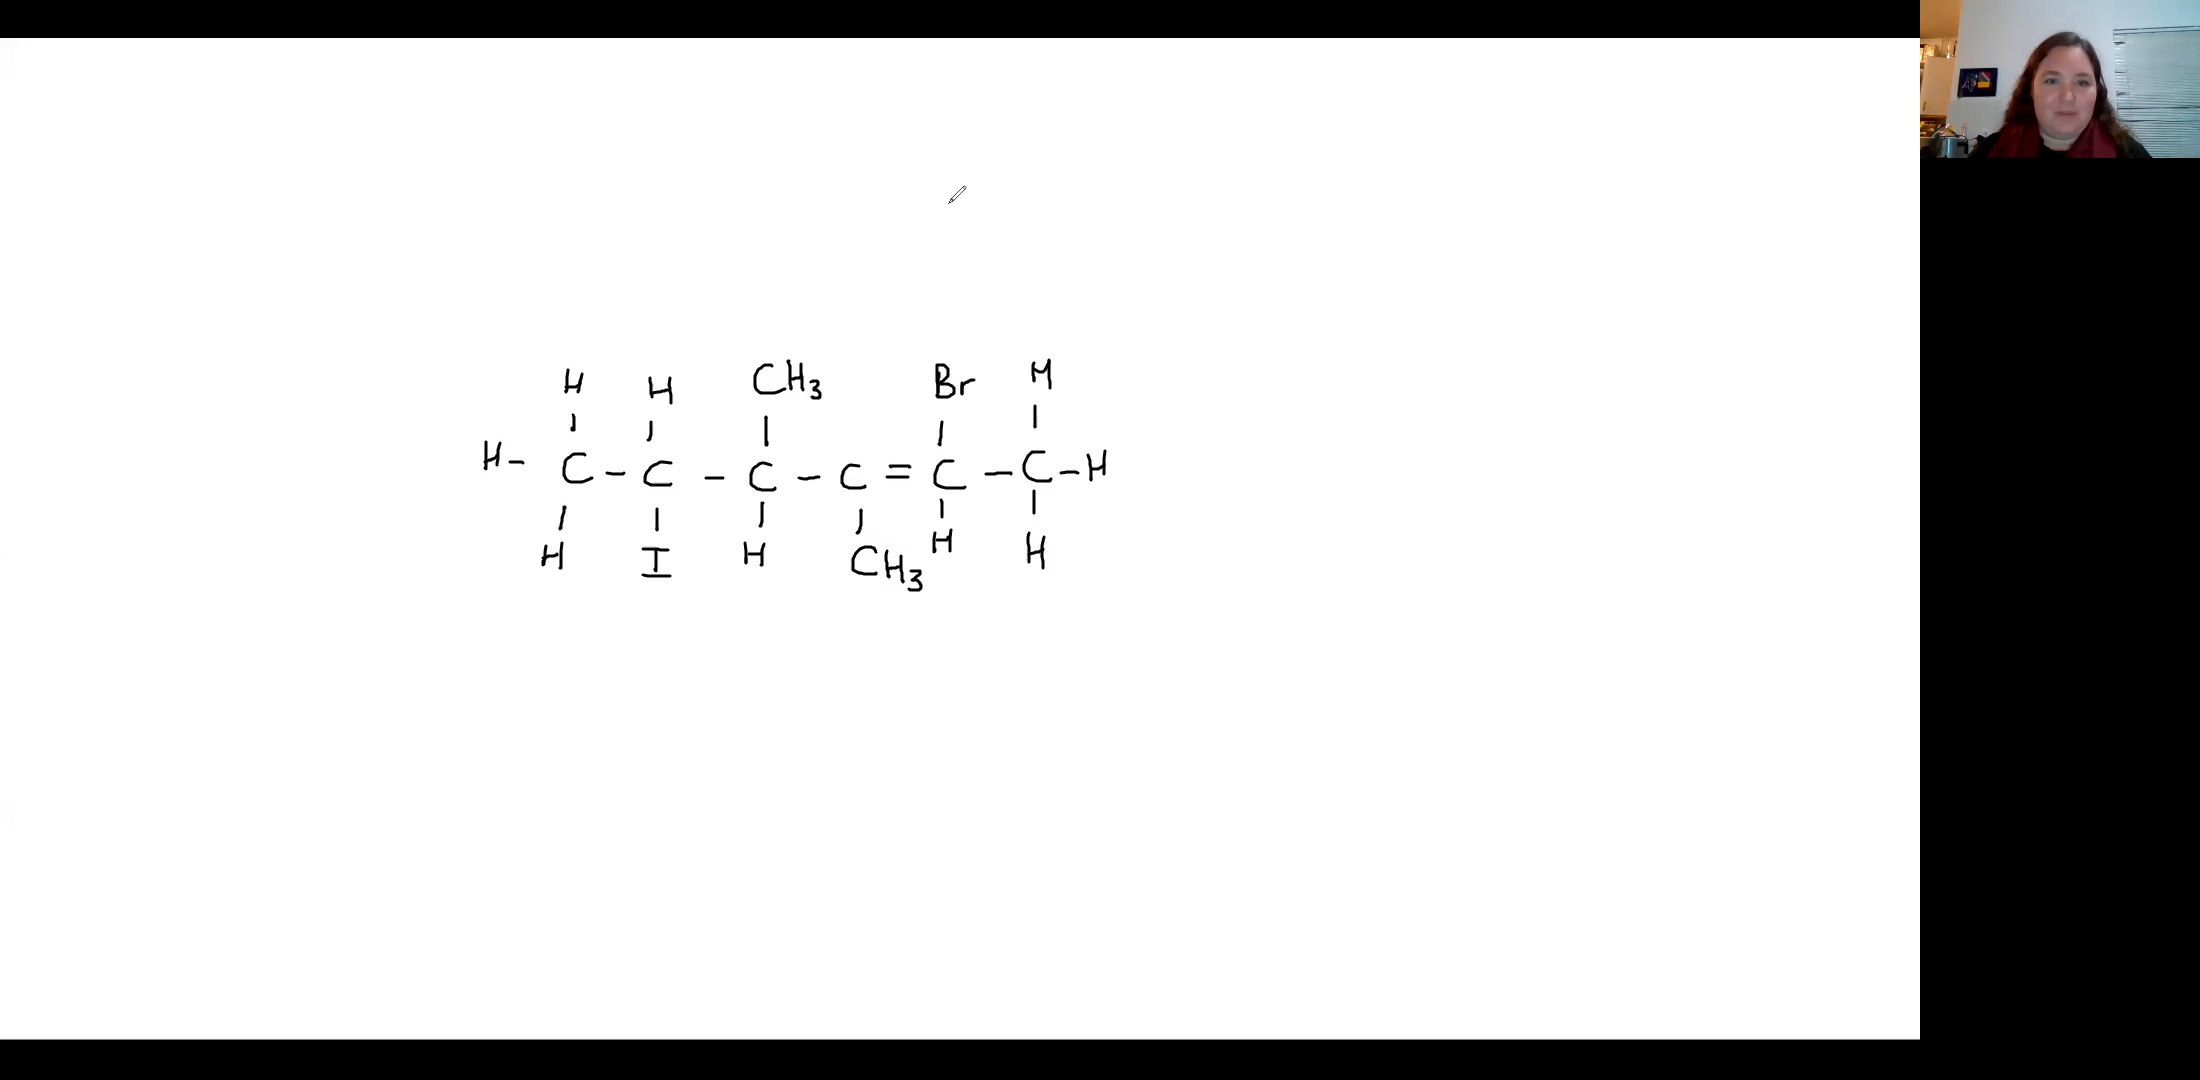 H H CH3 Br H
H- C - C - C - C = C - C - H
H I H CH3 H H